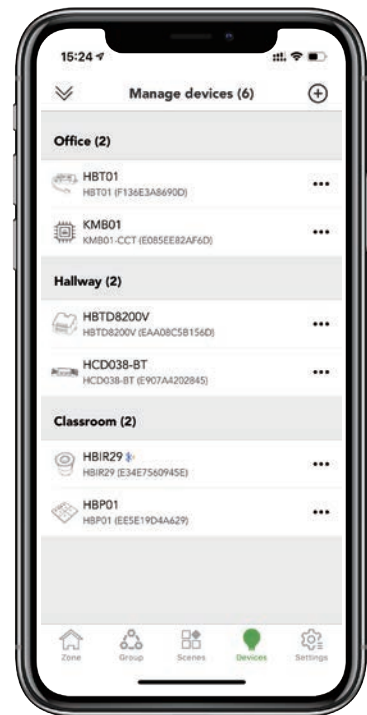 15:24
Manage devices (6)
Office (2)
HBT01
HBT01 (F136E3A8690D)
KMB01
KMB01-CCT (E085EE82AF6D)
Hallway (2)
HBTD8200V
HBTD8200V (EAA08C5B156D)
HCD038-BT
HCD038-BT (E907A4202845)
Classroom (2)
HBIR29
HBIR29 (E34E7560945E)
HBP01
HBP01 (EE5E19D4A629)
Zone Group Scenes Devices Settings